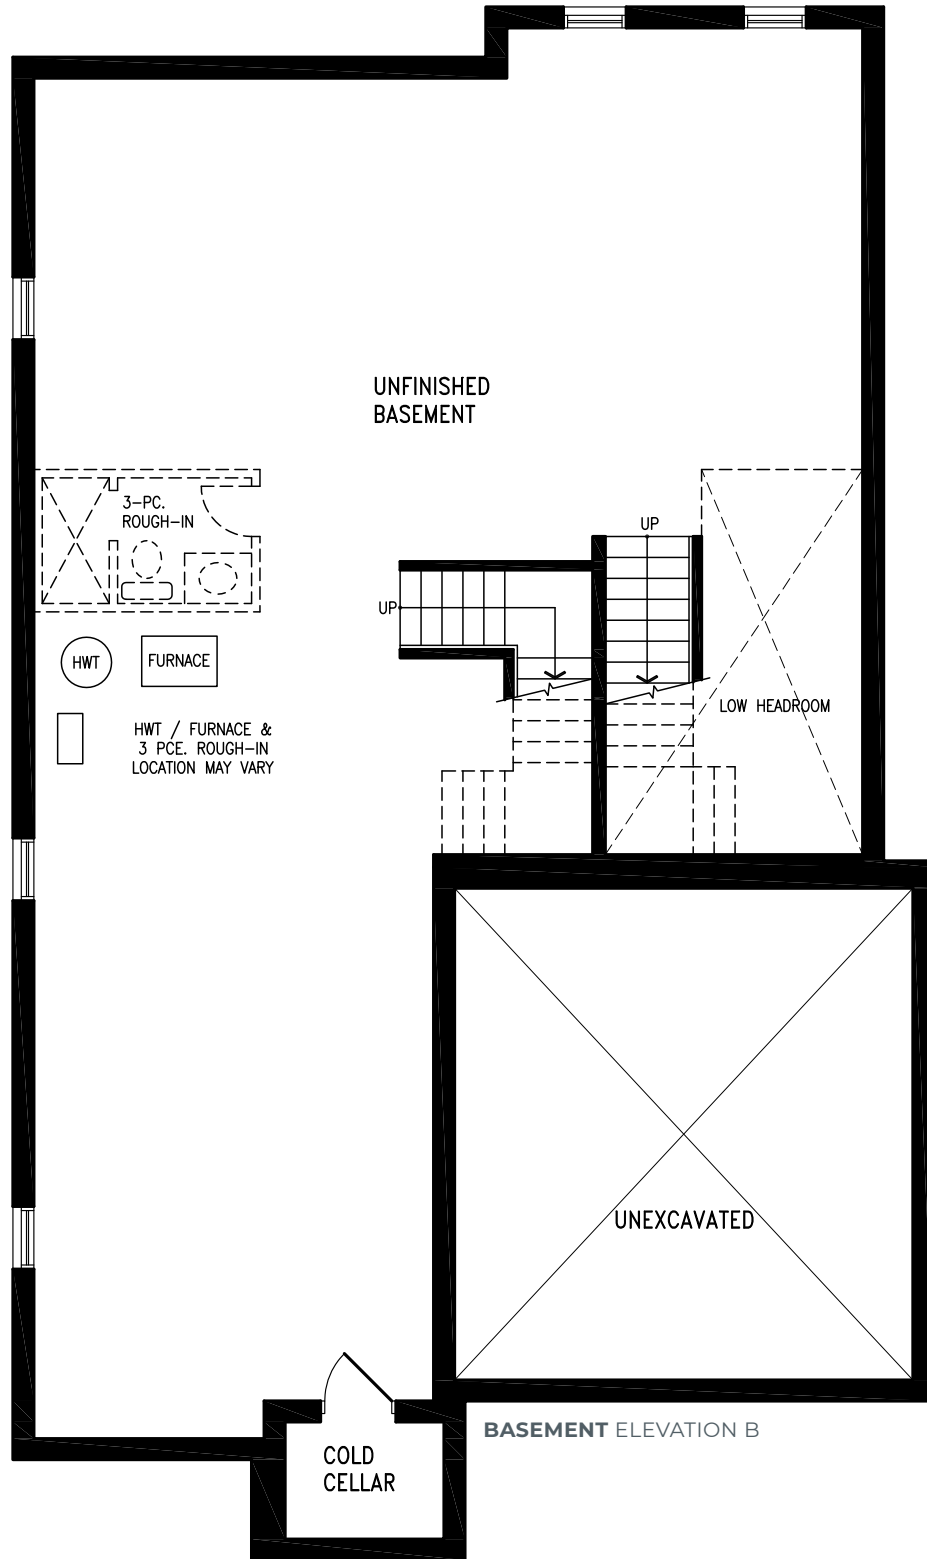 UNFINISHED
BASEMENT
3-PC.
ROUGH-IN
UP
UP
HWT
FURNACE
LOW HEADROOM
HWT / FURNACE &
3 PCE. ROUGH-IN
LOCATION MAY VARY
UNEXCAVATED
BASEMENT ELEVATION B
COLD
CELLAR